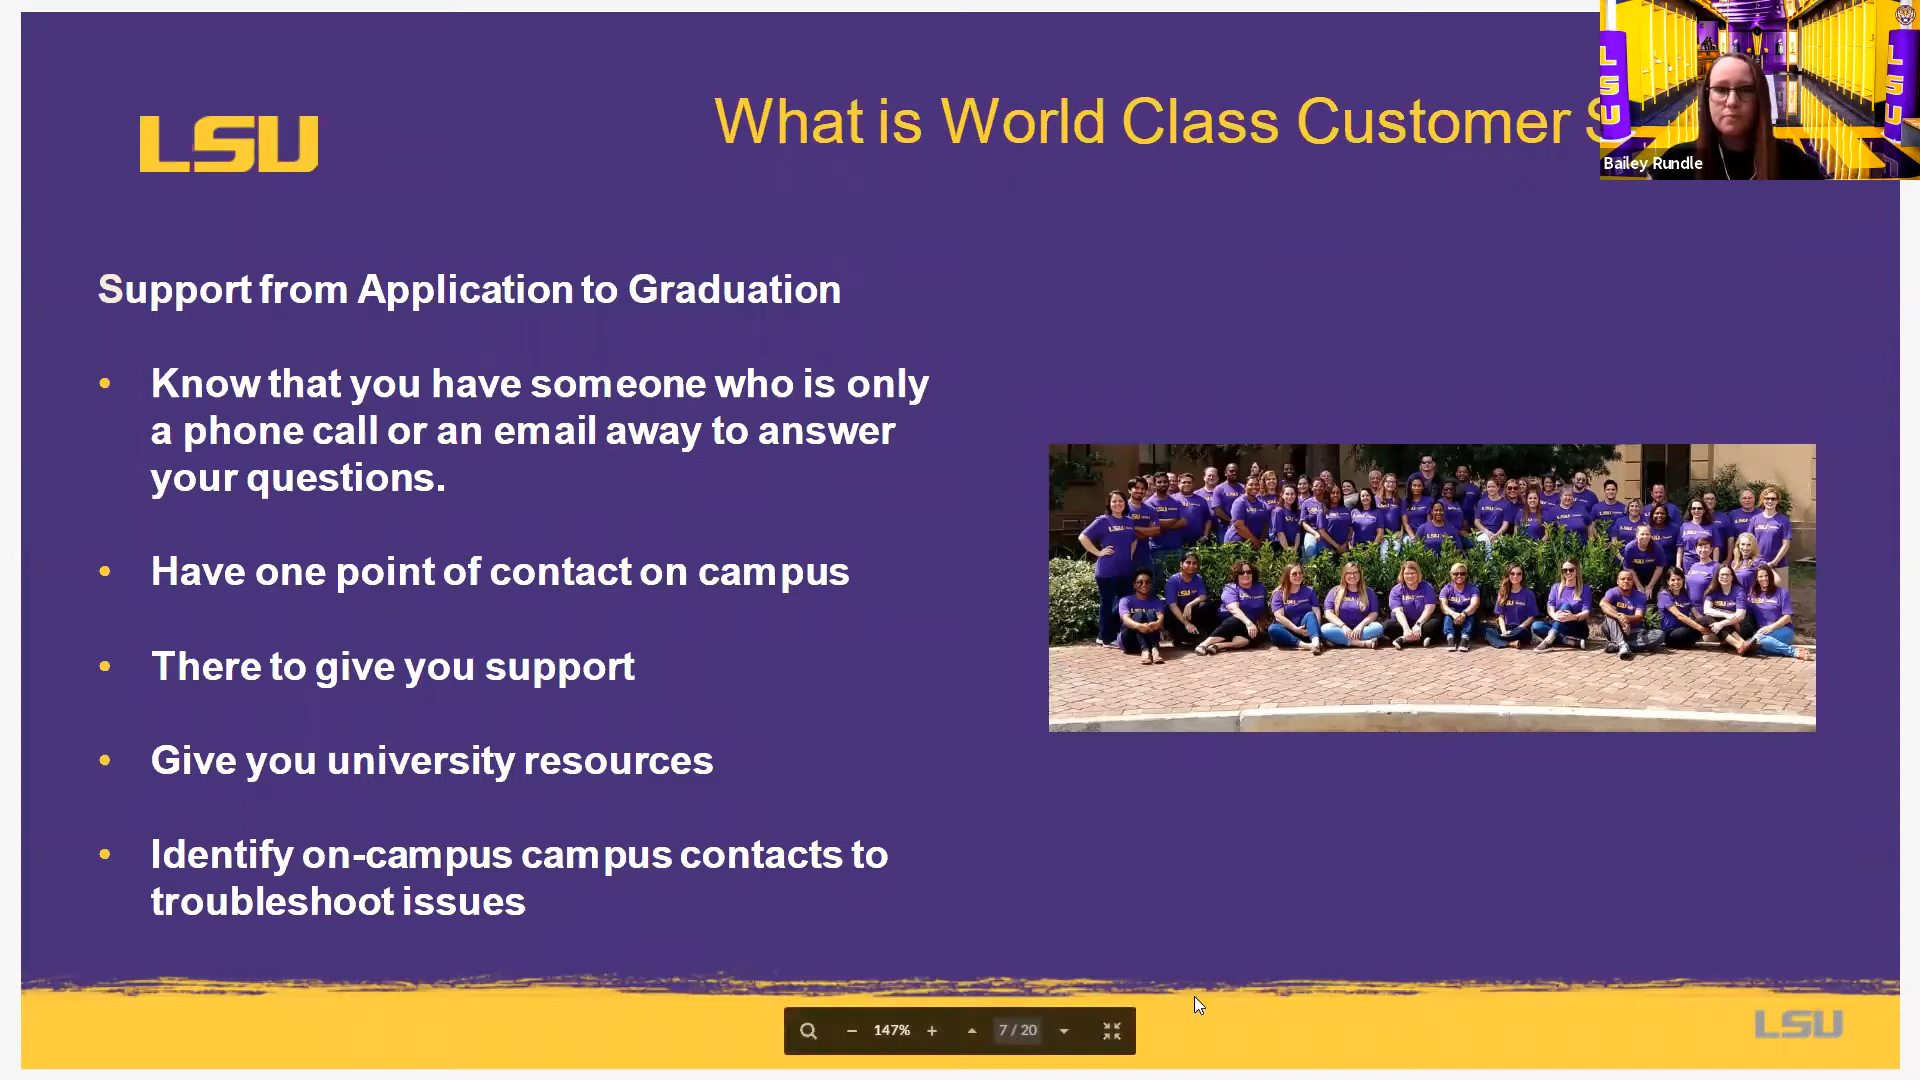 LSU
What is World Class Customer S
LSU
LSU
Bailey Rundle
Support from Application to Graduation
• Know that you have someone who is only
a phone call or an email away to answer
your questions.
• Have one point of contact on campus
• There to give you support
• Give you university resources
• Identify on-campus campus contacts to
troubleshoot issues
147%
7 / 20
LSU